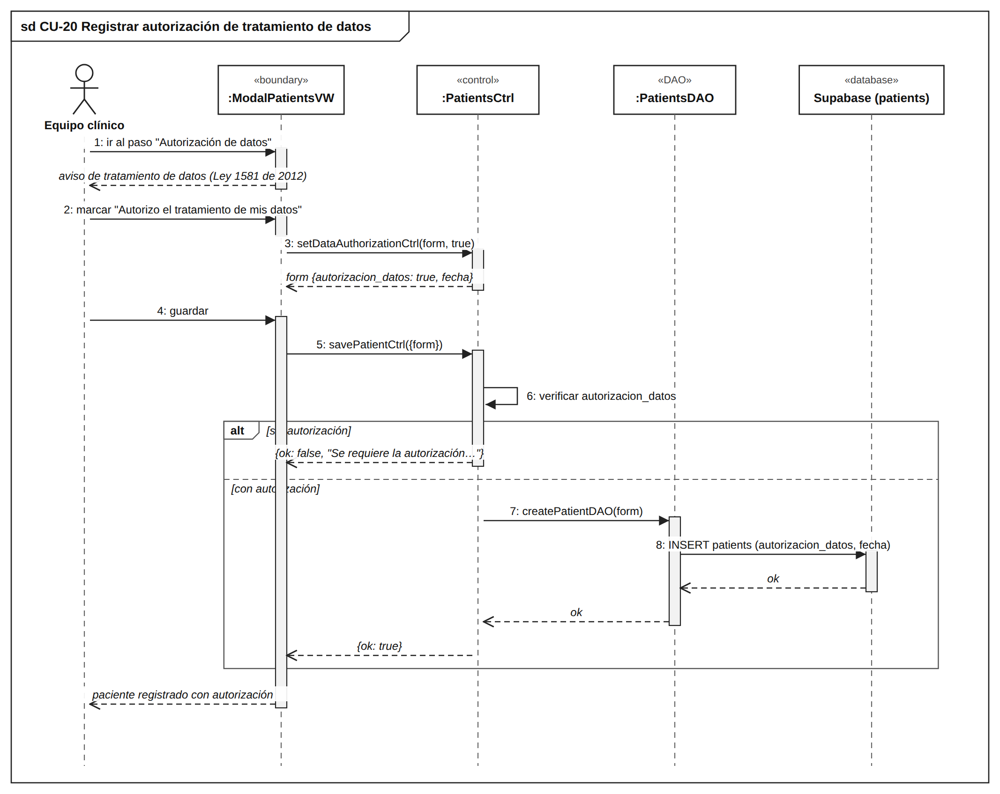 sd CU-20 Registrar autorización de tratamiento de datos
«boundary»
:ModalPatientsVW
«control»
:PatientsCtrl
«DAO»
:PatientsDAO
«database»
Supabase (patients)
Equipo clínico
1: ir al paso "Autorización de datos"
aviso de tratamiento de datos (Ley 1581 de 2012)
2: marcar "Autorizo el tratamiento de mis datos"
3: setDataAuthorizationCtrl(form, true)
form {autorizacion_datos: true, fecha}
4: guardar
5: savePatientCtrl({form})
6: verificar autorizacion_datos
alt
autorización]
{ok: false, "Se requiere la autorización…"}
[con autorización]
7: createPatientDAO(form)
8: INSERT patients (autorizacion_datos, fecha)
ok
ok
{ok: true}
paciente registrado con autorización